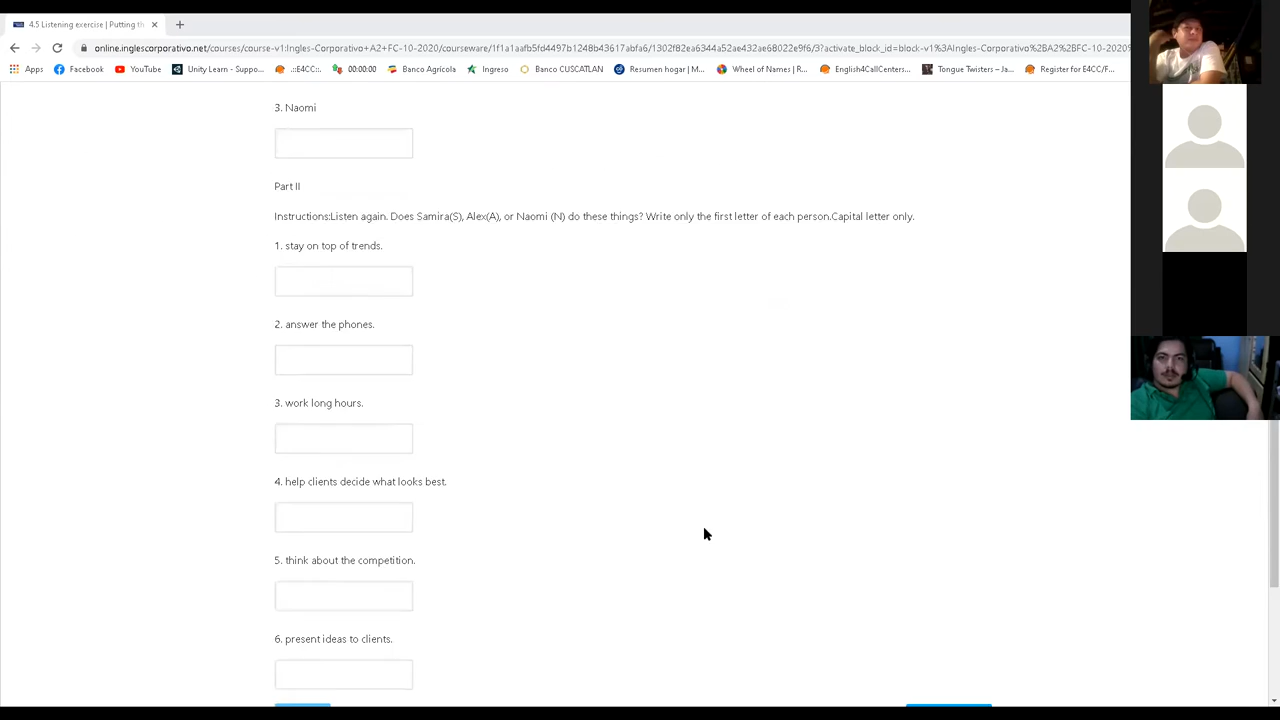 4.5 Listening exercise | Putting th
online.inglescorporativo.net/courses/course-v1:Ingles-Corporativo+A2+FC-10-2020/courseware/1f1a1aafb5fd4497b1248b43617abfa6/1302f82ea6344a52ae432ae68022e9f6/3?activate_block_id=block-v1%3AIngles-Corporativo%2BA2%2BFC-10-2020%
Apps Facebook YouTube Unity Learn - Suppo... .::E4CC::. 00:00:00 Banco Agrícola Ingreso Banco CUSCATLAN Resumen hogar | M... Wheel of Names | R... English4CallCenters... Tongue Twisters – Ja... Register for E4CC/F...
3. Naomi
Part II
Instructions:Listen again. Does Samira(S), Alex(A), or Naomi (N) do these things? Write only the first letter of each person.Capital letter only.
1. stay on top of trends.
2. answer the phones.
3. work long hours.
4. help clients decide what looks best.
5. think about the competition.
6. present ideas to clients.